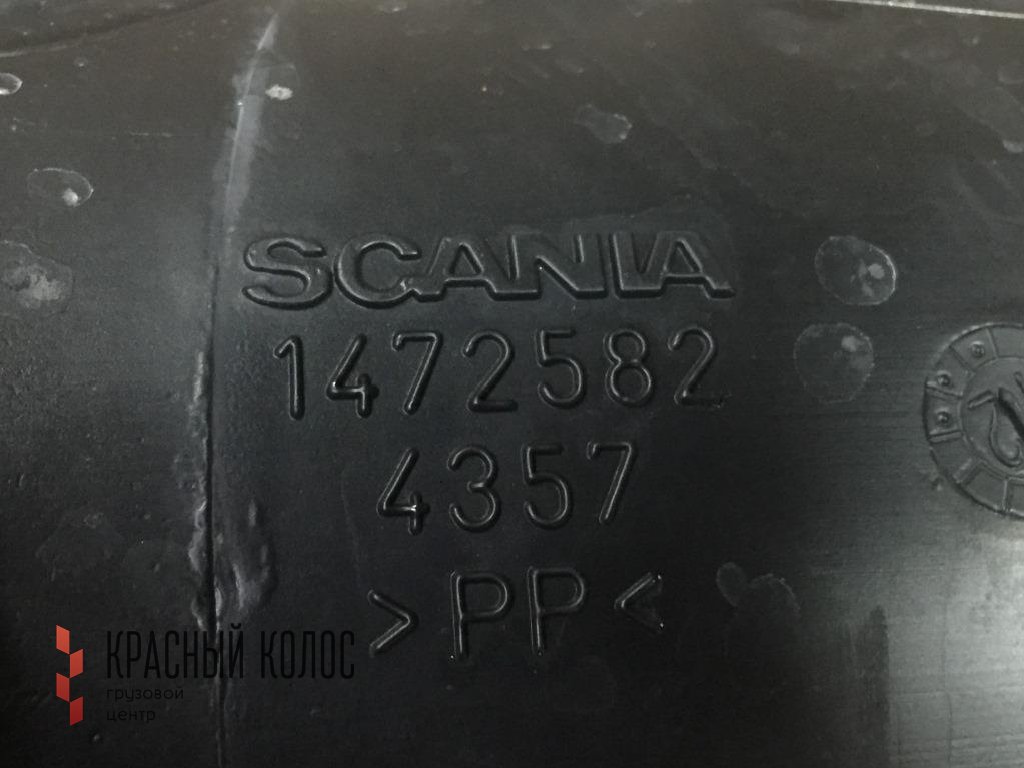 SCANIA
1472582
4357
>PP<
КРАСНЫЙ КОЛОС
грузовой
центр